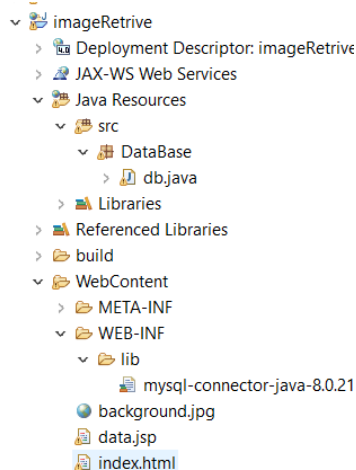 imageRetrive
Deployment Descriptor: imageRetrive
JAX-WS Web Services
Java Resources
src
DataBase
db.java
Libraries
Referenced Libraries
build
WebContent
META-INF
WEB-INF
lib
mysql-connector-java-8.0.21
background.jpg
data.jsp
index.html